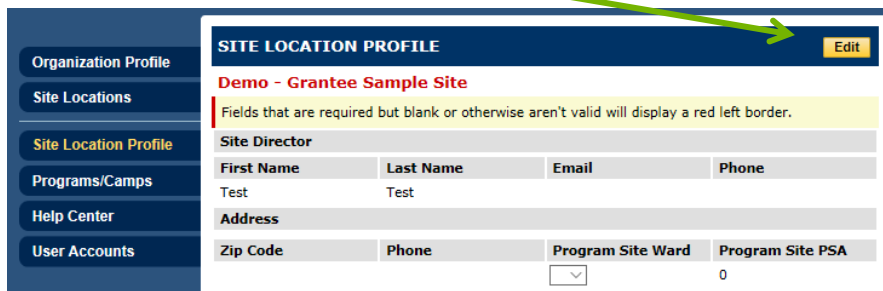 Organization Profile
Site Locations
Site Location Profile
Programs/Camps
Help Center
User Accounts
SITE LOCATION PROFILE
Edit
Demo - Grantee Sample Site
Fields that are required but blank or otherwise aren't valid will display a red left border.
Site Director
First Name Last Name Email Phone
Test Test
Address
Zip Code Phone Program Site Ward Program Site PSA
0